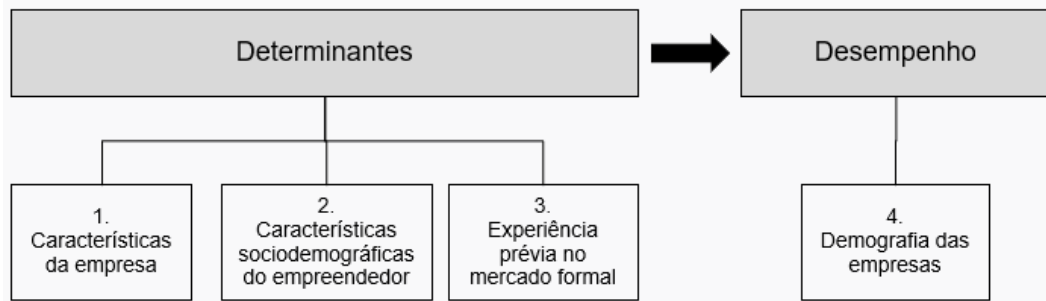 Determinantes
Desempenho
1.
Características
da empresa
2.
Características
sociodemográficas
do empreendedor
3.
Experiência
prévia no
mercado formal
4.
Demografia das
empresas